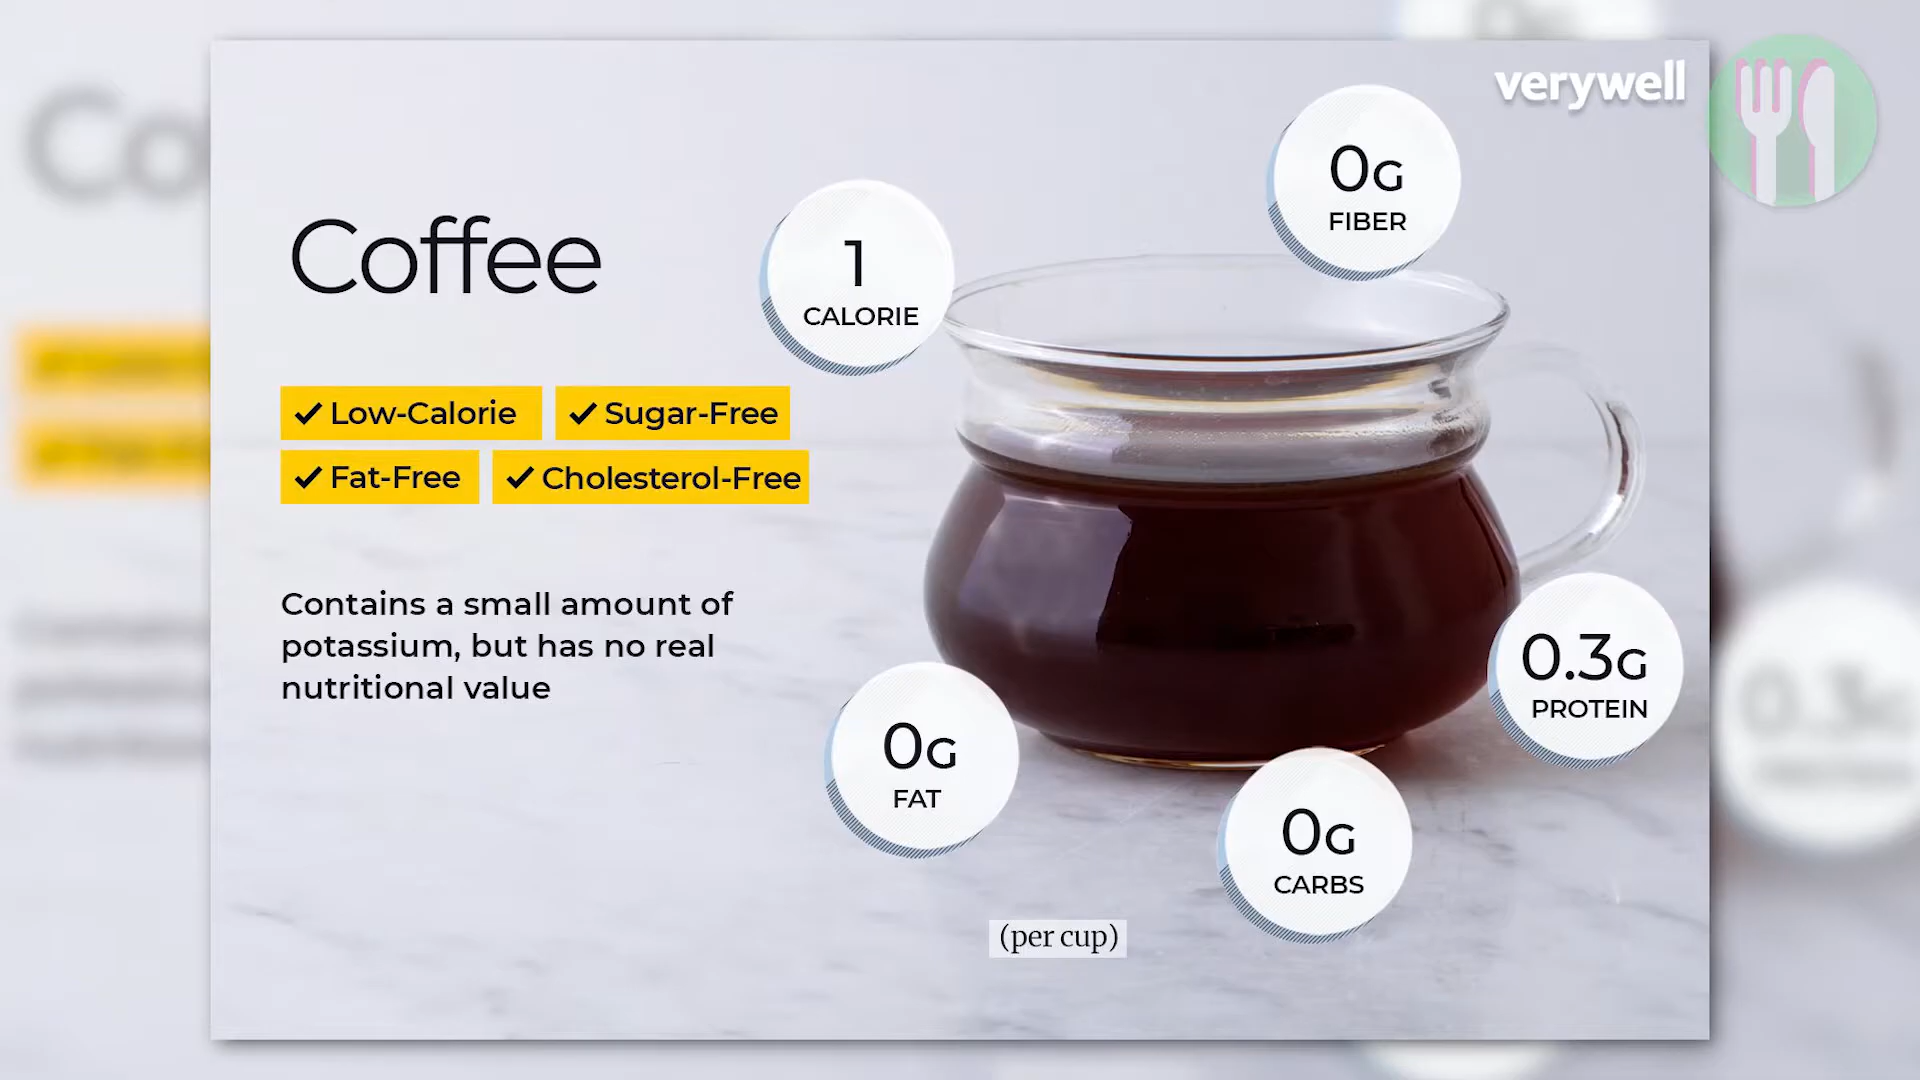 verywell
Coffee
✓ Low-Calorie ✓ Sugar-Free
✓ Fat-Free ✓ Cholesterol-Free
Contains a small amount of
potassium, but has no real
nutritional value
1
CALORIE
0G
FIBER
0.3G
PROTEIN
0G
FAT
0G
CARBS
(per cup)